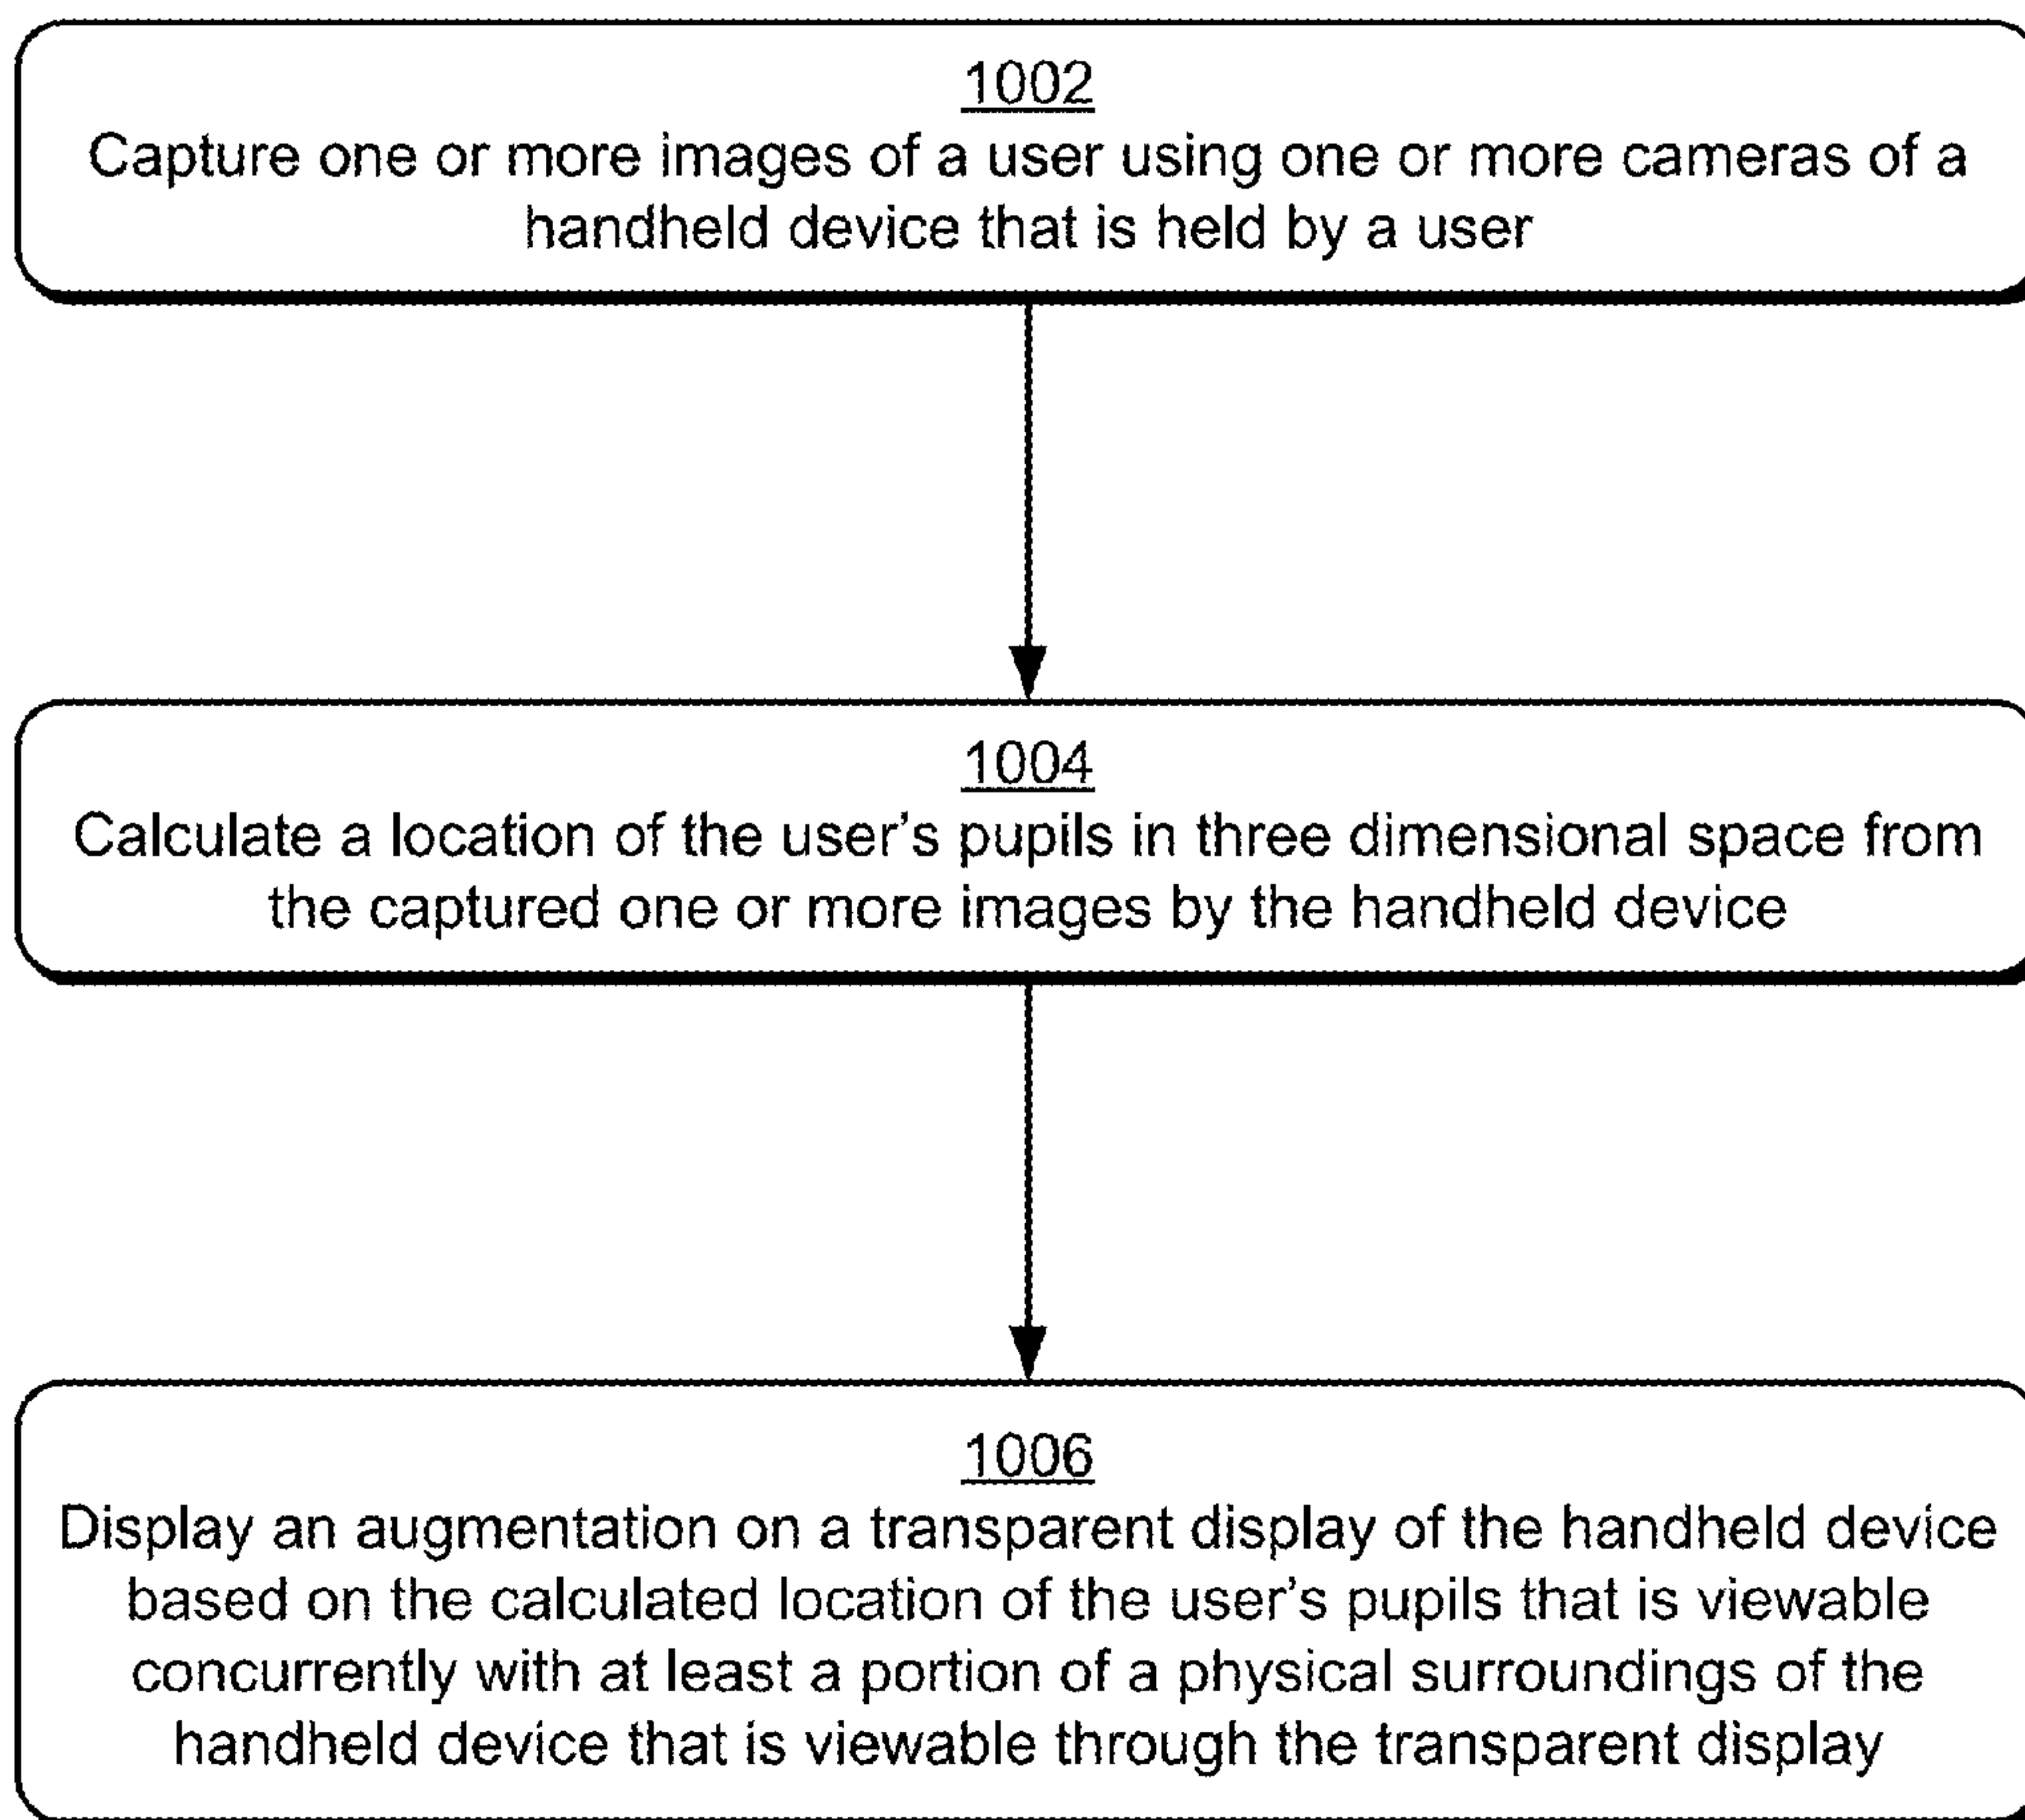 1002
Capture one or more images of a user using one or more cameras of a
handheld device that is held by a user
1004
Calculate a location of the user's pupils in three dimensional space from
the captured one or more images by the handheld device
1006
Display an augmentation on a transparent display of the handheld device
based on the calculated location of the user's pupils that is viewable
concurrently with at least a portion of a physical surroundings of the
handheld device that is viewable through the transparent display